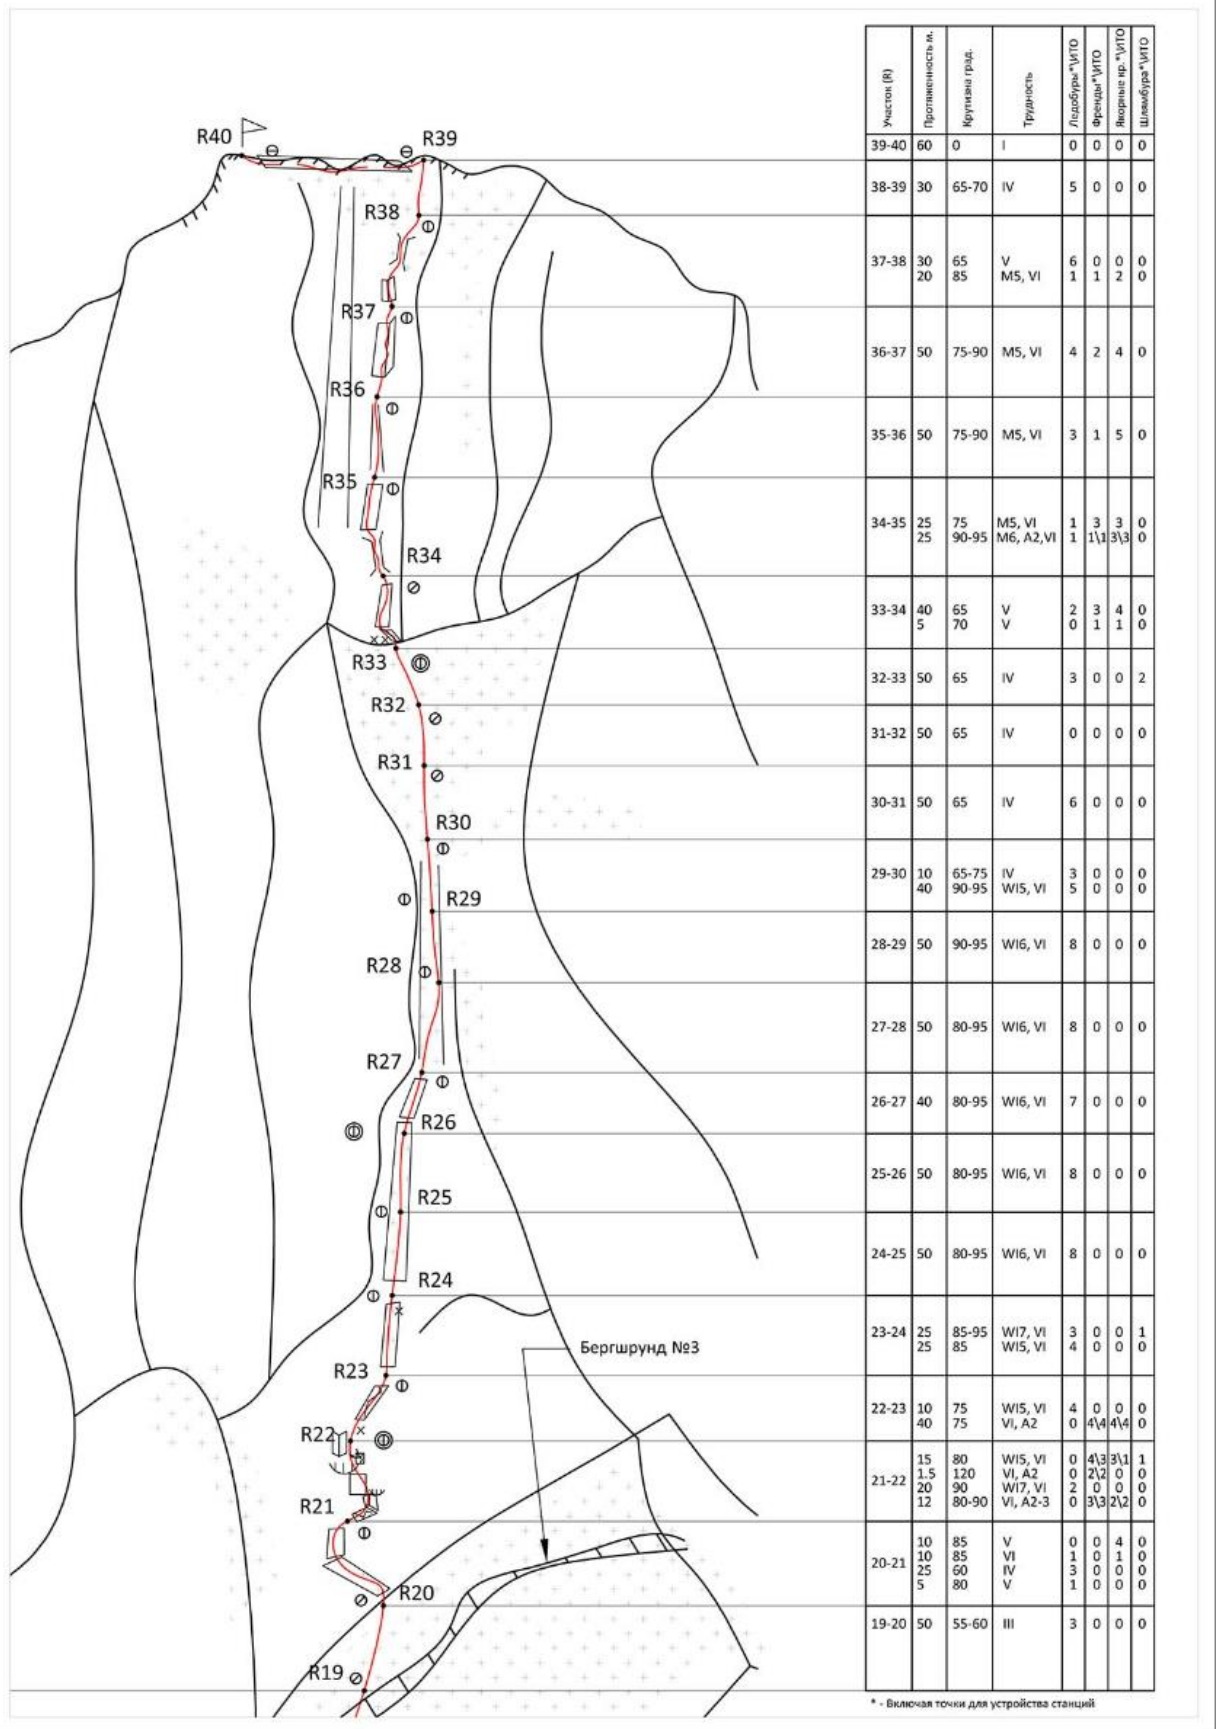 Участок (R) Протяженность м. Крутизна град. Трудность Ледобуры*\ИТО Френды*\ИТО Якорные кр.*\ИТО Шлямбура*\ИТО
39-40 60 0 I 0 0 0 0
38-39 30 65-70 IV 5 0 0 0
37-38 30 65 V 6 0 0 0
20 85 M5, VI 1 1 2 0
36-37 50 75-90 M5, VI 4 2 4 0
35-36 50 75-90 M5, VI 3 1 5 0
34-35 25 75 M5, VI 1 3 3 0
25 90-95 M6, A2,VI 1 1\1 3\3 0
33-34 40 65 V 2 3 4 0
5 70 V 0 1 1 0
32-33 50 65 IV 3 0 0 2
31-32 50 65 IV 0 0 0 0
30-31 50 65 IV 6 0 0 0
29-30 10 65-75 IV 3 0 0 0
40 90-95 WI5, VI 5 0 0 0
28-29 50 90-95 WI6, VI 8 0 0 0
27-28 50 80-95 WI6, VI 8 0 0 0
26-27 40 80-95 WI6, VI 7 0 0 0
25-26 50 80-95 WI6, VI 8 0 0 0
24-25 50 80-95 WI6, VI 8 0 0 0
23-24 25 85-95 WI7, VI 3 0 0 1
25 85 WI5, VI 4 0 0 0
22-23 10 75 WI5, VI 4 0 0 0
40 75 VI, A2 0 4\4 4\4 0
21-22 15 80 WI5, VI 0 4\3 3\1 1
1.5 120 VI, A2 0 2\2 0 0
20 90 WI7, VI 2 0 0 0
12 80-90 VI, A2-3 0 3\3 2\2 0
20-21 10 85 V 0 0 4 0
10 85 VI 1 0 1 0
25 60 IV 3 0 0 0
5 80 V 1 0 0 0
19-20 50 55-60 III 3 0 0 0
* - Включая точки для устройства станций
R40
R39
R38
R37
R36
R35
R34
R33
R32
R31
R30
R29
R28
R27
R26
R25
R24
Бергшрунд №3
R23
R22
R21
R20
R19